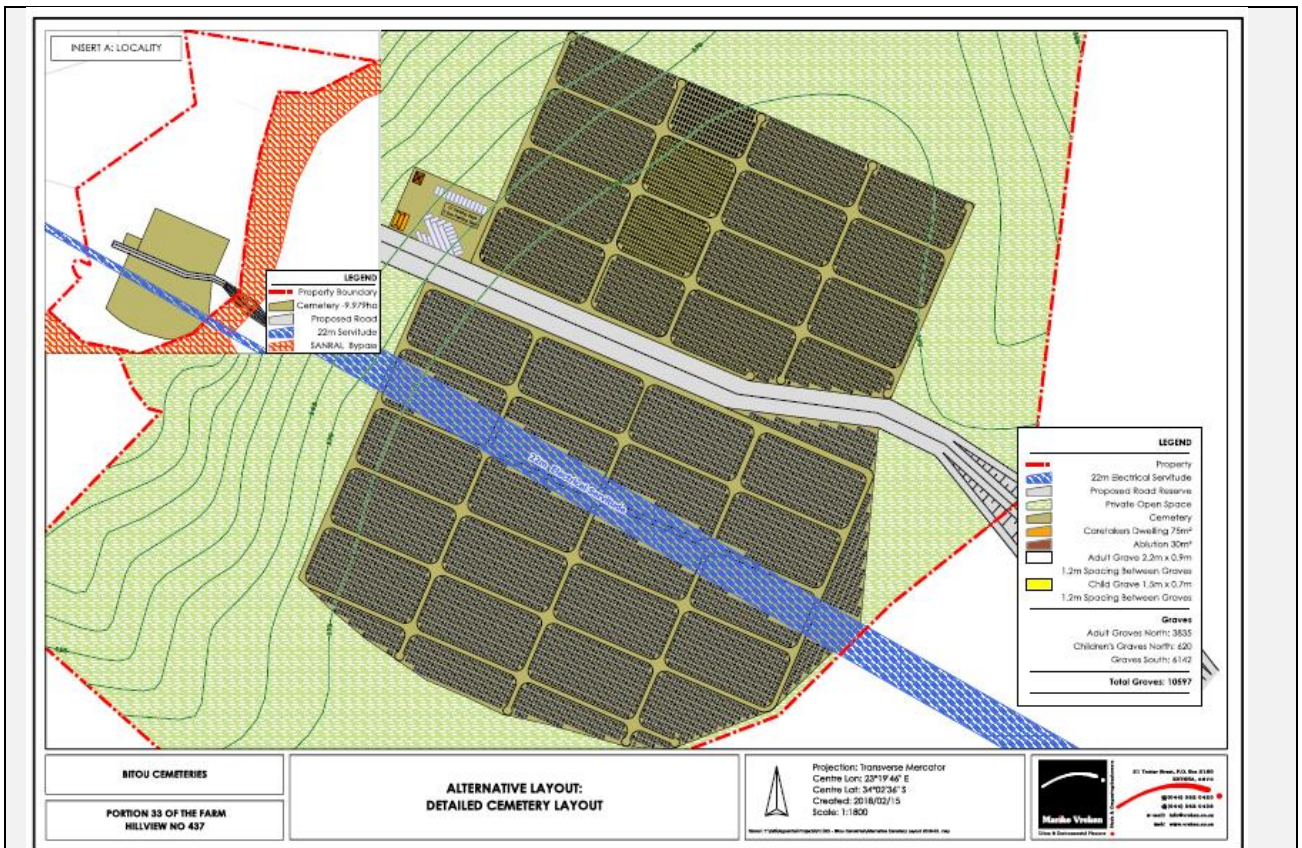 INSERT A: LOCALITY
LEGEND
Property Boundary
Cemetery -9.979ha
Proposed Road
22m Servitude
SANRAL Bypass
22m Electrical Servitude
LEGEND
Property
22m Electrical Servitude
Proposed Road Reserve
Private Open Space
Cemetery
Caretakers Dwelling 75m²
Ablution 30m²
Adult Grave 2.2m x 0.9m
1.2m Spacing Between Graves
Child Grave 1.5m x 0.7m
1.2m Spacing Between Graves
Graves
Adult Graves North: 3835
Children's Graves North: 620
Graves South: 6142
Total Graves: 10597
BITOU CEMETERIES
PORTION 33 OF THE FARM
HILLVIEW NO 437
ALTERNATIVE LAYOUT:
DETAILED CEMETERY LAYOUT
Projection: Transverse Mercator
Centre Lon: 23°19'46" E
Centre Lat: 34°02'36" S
Created: 2018/02/15
Scale: 1:1800
Marike Vreken